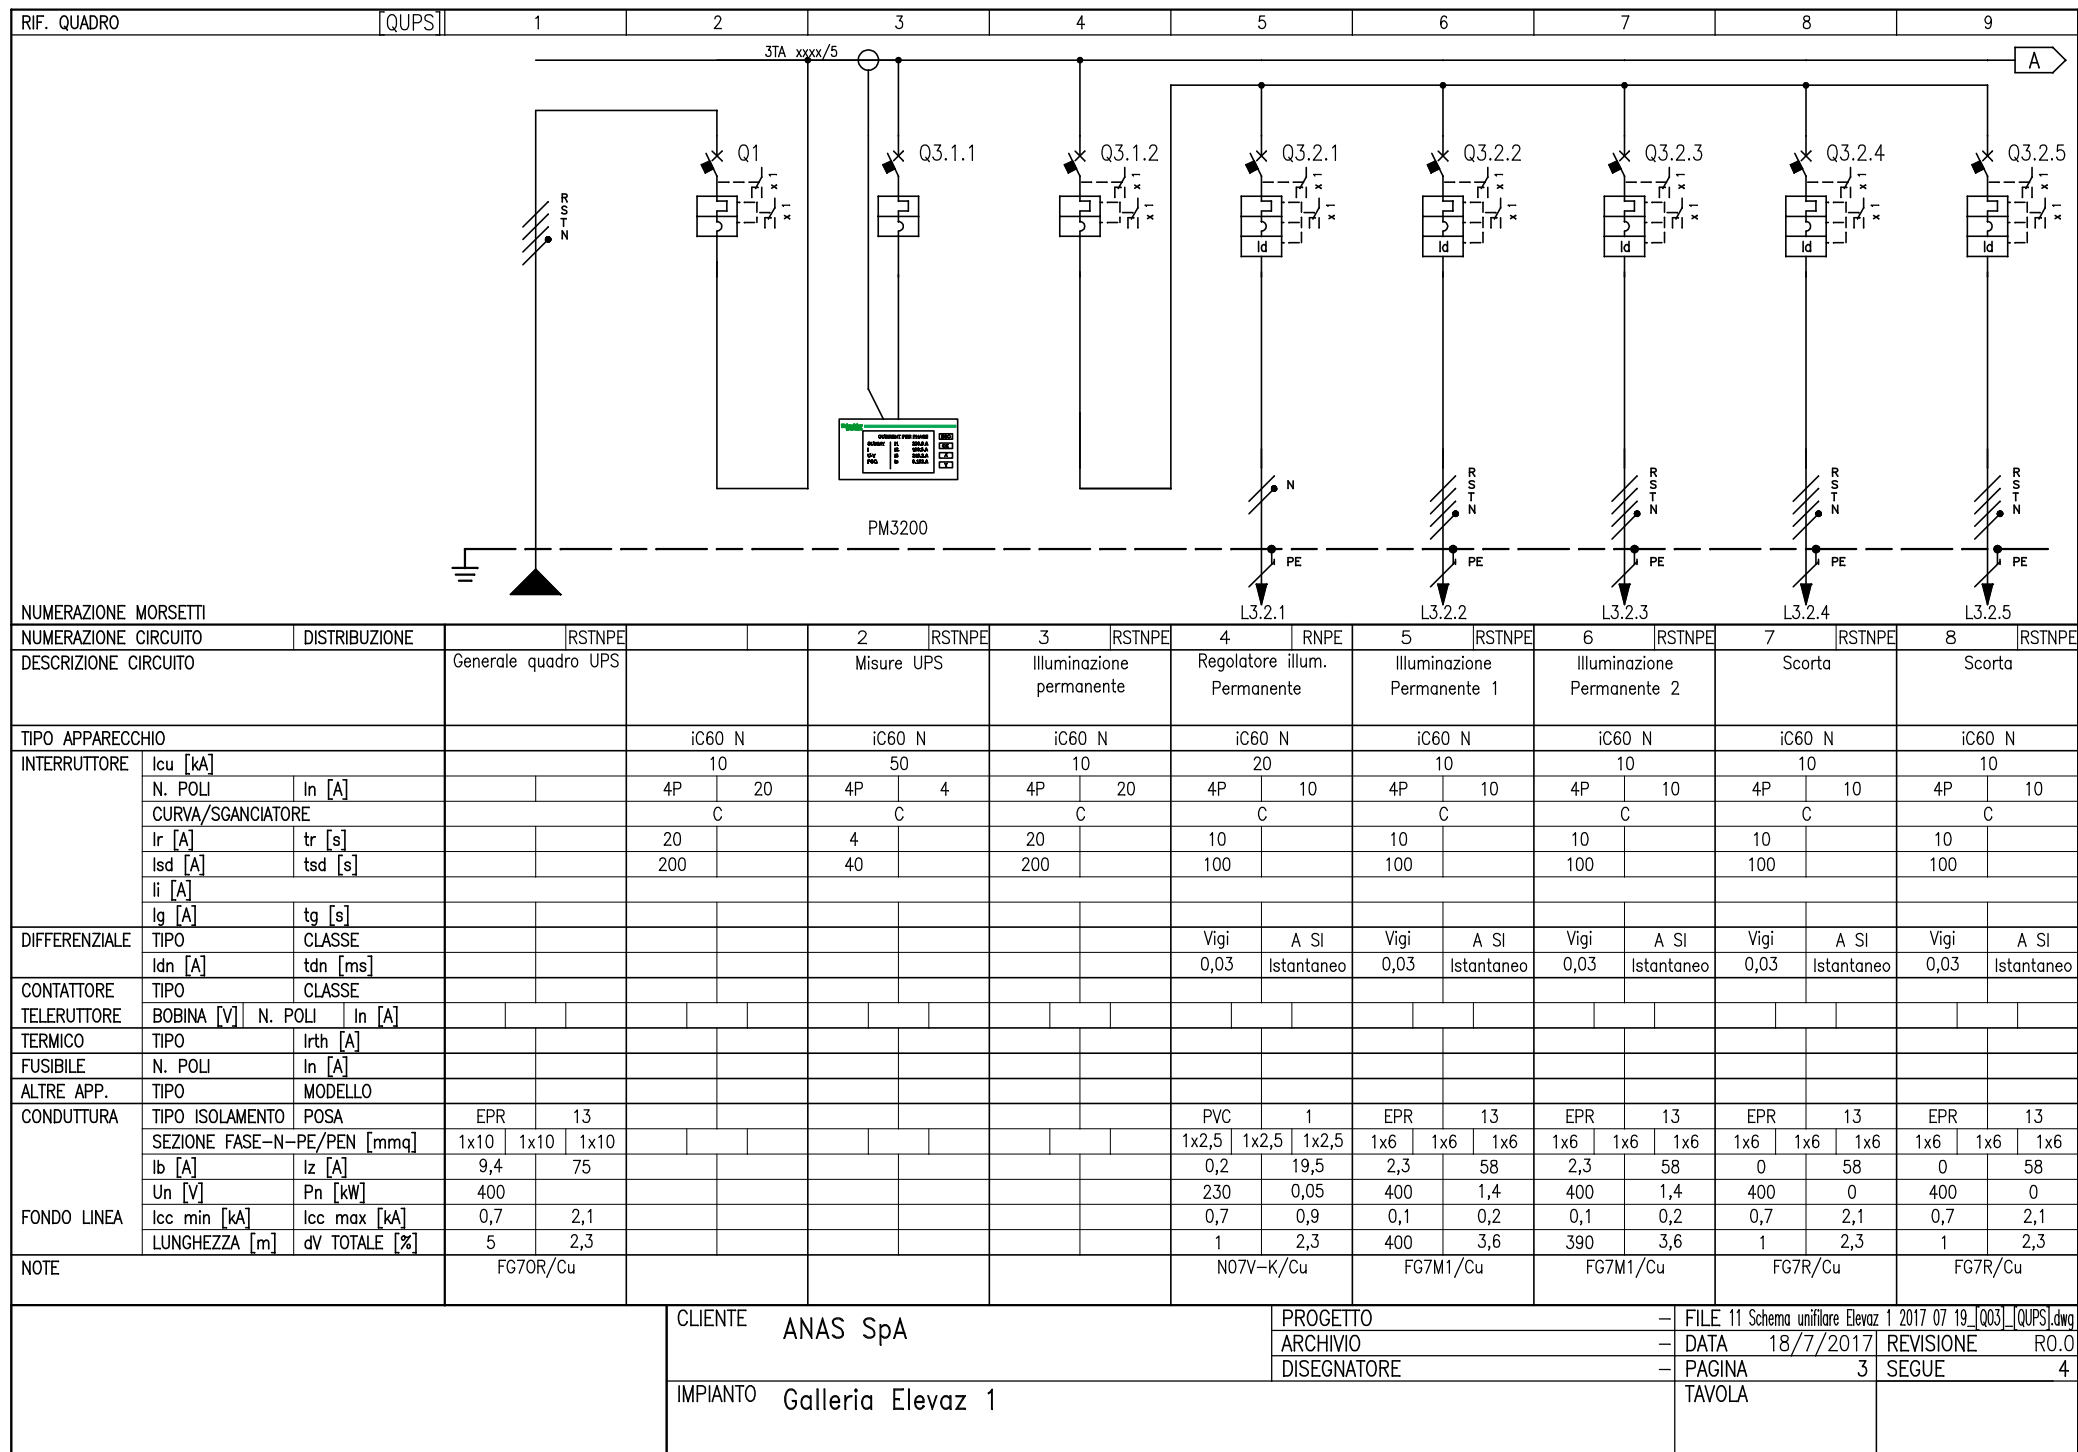 RIF. QUADRO [QUPS] 1 2 3 4 5 6 7 8 9
3TA xxxx/5
A
Q1 Q3.1.1 Q3.1.2 Q3.2.1 Q3.2.2 Q3.2.3 Q3.2.4 Q3.2.5
x 1 x 1 x 1 x 1 x 1 x 1 x 1
R S T N
x 1 x 1 x 1 x 1 x 1 x 1 x 1
Id Id Id Id Id
CURRENT PER PHASE
N R S T N R S T N R S T N R S T N
PM3200
PE PE PE PE PE
NUMERAZIONE MORSETTI L3.2.1 L3.2.2 L3.2.3 L3.2.4 L3.2.5
NUMERAZIONE CIRCUITO DISTRIBUZIONE RSTNPE 2 RSTNPE 3 RSTNPE 4 RNPE 5 RSTNPE 6 RSTNPE 7 RSTNPE 8 RSTNPE
DESCRIZIONE CIRCUITO Generale quadro UPS Misure UPS Illuminazione Regolatore illum. Illuminazione Illuminazione Scorta Scorta
permanente Permanente Permanente 1 Permanente 2
TIPO APPARECCHIO iC60 N iC60 N iC60 N iC60 N iC60 N iC60 N iC60 N iC60 N
INTERRUTTORE Icu [kA] 10 50 10 20 10 10 10 10
N. POLI In [A] 4P 20 4P 4 4P 20 4P 10 4P 10 4P 10 4P 10 4P 10
CURVA/SGANCIATORE C C C C C C C C
Ir [A] tr [s] 20 4 20 10 10 10 10 10
Isd [A] tsd [s] 200 40 200 100 100 100 100 100
Ii [A]
Ig [A] tg [s]
DIFFERENZIALE TIPO CLASSE Vigi A SI Vigi A SI Vigi A SI Vigi A SI Vigi A SI
Idn [A] tdn [ms] 0,03 Istantaneo 0,03 Istantaneo 0,03 Istantaneo 0,03 Istantaneo 0,03 Istantaneo
CONTATTORE TIPO CLASSE
TELERUTTORE BOBINA [V] N. POLI In [A]
TERMICO TIPO Irth [A]
FUSIBILE N. POLI In [A]
ALTRE APP. TIPO MODELLO
CONDUTTURA TIPO ISOLAMENTO POSA EPR 13 PVC 1 EPR 13 EPR 13 EPR 13 EPR 13
SEZIONE FASE-N-PE/PEN [mmq] 1x10 1x10 1x10 1x2,5 1x2,5 1x2,5 1x6 1x6 1x6 1x6 1x6 1x6 1x6 1x6 1x6 1x6 1x6 1x6
Ib [A] Iz [A] 9,4 75 0,2 19,5 2,3 58 2,3 58 0 58 0 58
Un [V] Pn [kW] 400 230 0,05 400 1,4 400 1,4 400 0 400 0
FONDO LINEA Icc min [kA] Icc max [kA] 0,7 2,1 0,7 0,9 0,1 0,2 0,1 0,2 0,7 2,1 0,7 2,1
LUNGHEZZA [m] dV TOTALE [%] 5 2,3 1 2,3 400 3,6 390 3,6 1 2,3 1 2,3
NOTE FG7OR/Cu N07V-K/Cu FG7M1/Cu FG7M1/Cu FG7R/Cu FG7R/Cu
CLIENTE ANAS SpA
PROGETTO - FILE 11 Schema unifilare Elevaz 1 2017 07 19_[Q03]_[QUPS].dwg
ARCHIVIO - DATA 18/7/2017 REVISIONE R0.0
DISEGNATORE - PAGINA 3 SEGUE 4
IMPIANTO Galleria Elevaz 1
TAVOLA